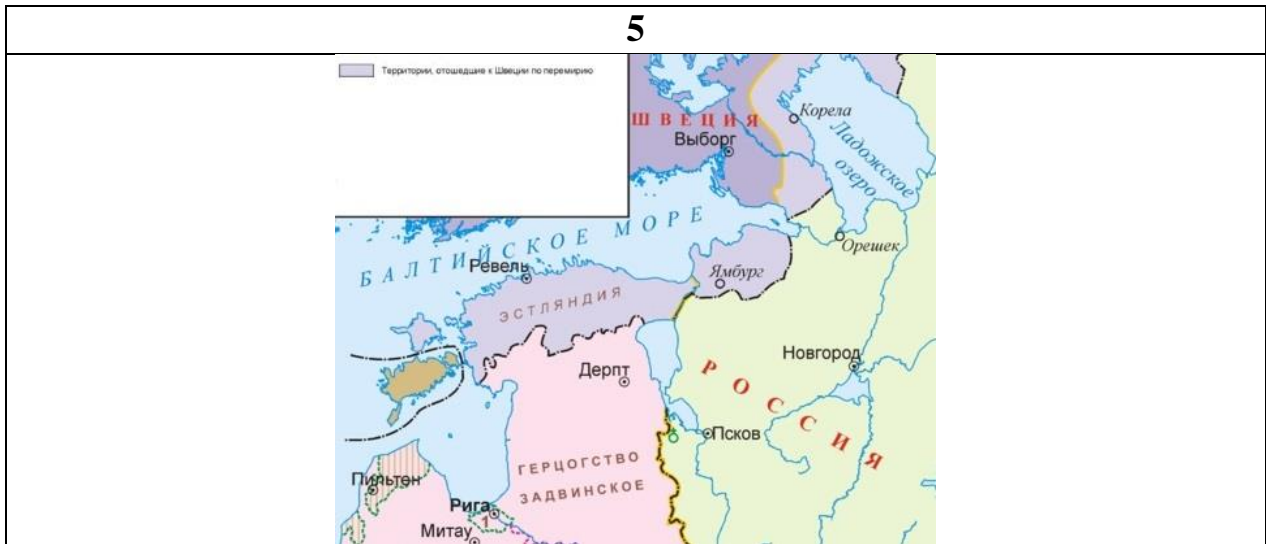 5
Территории, отошедшие к Швеции по перемирию
ШВЕЦИЯ
Корела
Выборг
Ладожское
озеро
БАЛТИЙСКОЕ МОРЕ
Орешек
Ревель
Ямбург
ЭСТЛЯНДИЯ
Новгород
Дерпт
РОССИЯ
Псков
ГЕРЦОГСТВО
ЗАДВИНСКОЕ
Пильтен
Рига
1
Митау